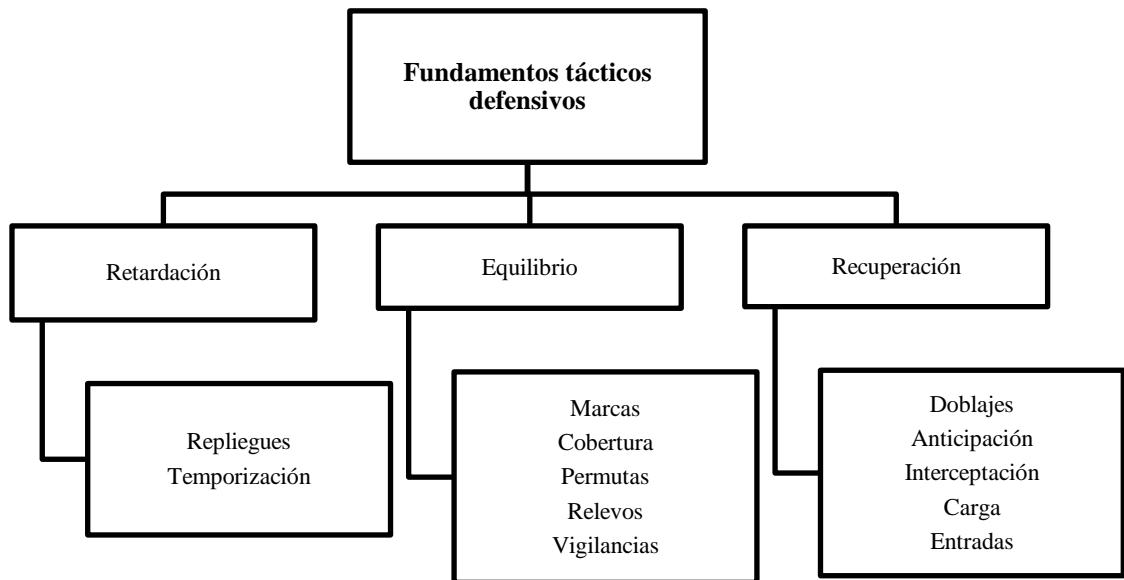 Fundamentos tácticos
defensivos
Retardación
Equilibrio
Recuperación
Repliegues
Temporización
Marcas
Cobertura
Permutas
Relevos
Vigilancias
Doblajes
Anticipación
Interceptación
Carga
Entradas